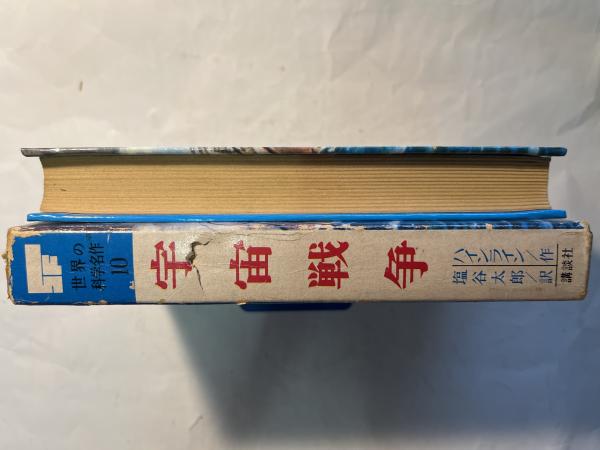 SF
世界の
科学名作
10
宇宙戦争
ハインライン/作
塩谷太郎/訳
講談社